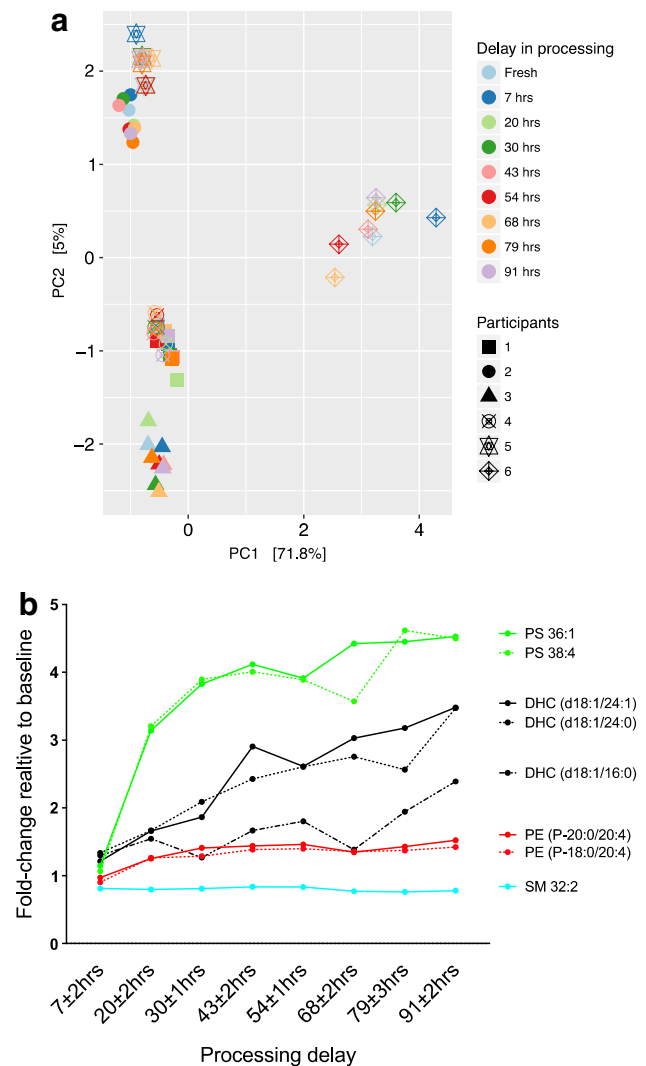 a
Delay in processing
Fresh
7 hrs
20 hrs
30 hrs
43 hrs
54 hrs
68 hrs
79 hrs
91 hrs
Participants
1
2
3
4
5
6
PC2 [5%]
2
1
0
−1
−2
0
2
4
PC1 [71.8%]
b
Fold-change realtive to baseline
5
4
3
2
1
0
PS 36:1
PS 38:4
DHC (d18:1/24:1)
DHC (d18:1/24:0)
DHC (d18:1/16:0)
PE (P-20:0/20:4)
PE (P-18:0/20:4)
SM 32:2
7±2hrs
20±2hrs
30±1hrs
43±2hrs
54±1hrs
68±2hrs
79±3hrs
91±2hrs
Processing delay